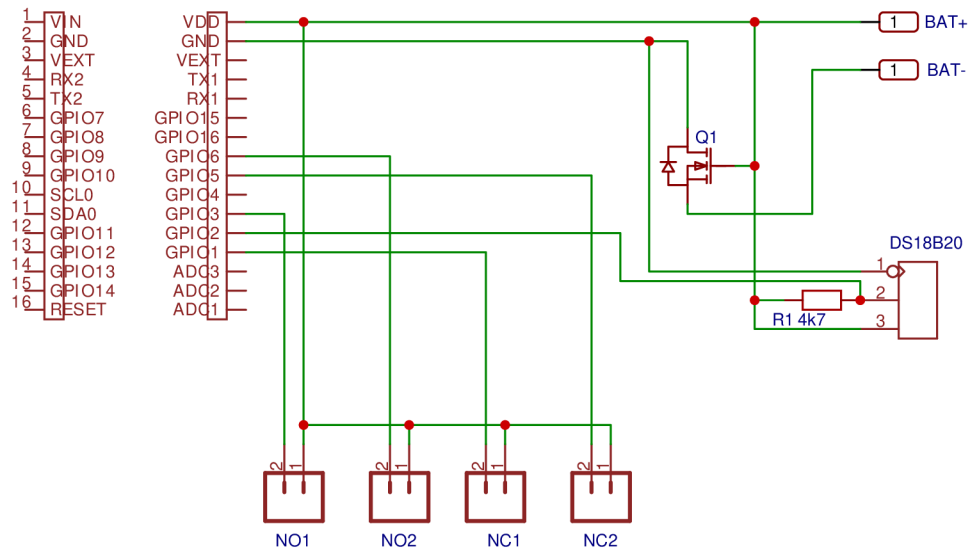 1 VIN VDD 1 BAT+
2 GND GND
3 VEXT VEXT 1 BAT-
4 RX2 TX1
5 TX2 RX1
6 GPIO7 GPIO15
7 GPIO8 GPIO16 Q1
8 GPIO9 GPIO6
9 GPIO10 GPIO5
10 SCL0 GPIO4
11 SDA0 GPIO3
12 GPIO11 GPIO2 DS18B20
13 GPIO12 GPIO1
14 GPIO13 ADC3 1
15 GPIO14 ADC2 2
16 RESET ADC1 R1 4k7 3
2 1 2 1 2 1 2 1
NO1 NO2 NC1 NC2